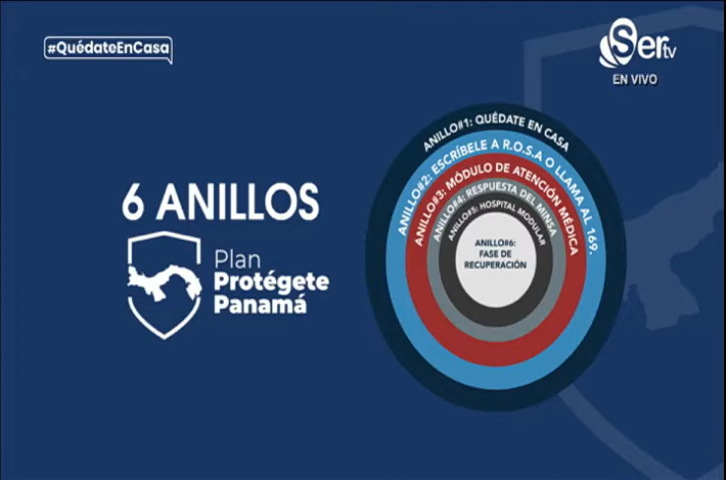 #QuédateEnCasa
Ser tv
EN VIVO
6 ANILLOS
Plan
Protégete
Panamá
ANILLO#1: QUÉDATE EN CASA
ANILLO#2: ESCRÍBELE A R.O.S.A O LLAMA AL 169.
ANILLO#3: MÓDULO DE ATENCIÓN MÉDICA
ANILLO#4: RESPUESTA DEL MINSA
ANILLO#5: HOSPITAL MODULAR
ANILLO#6:
FASE DE
RECUPERACIÓN